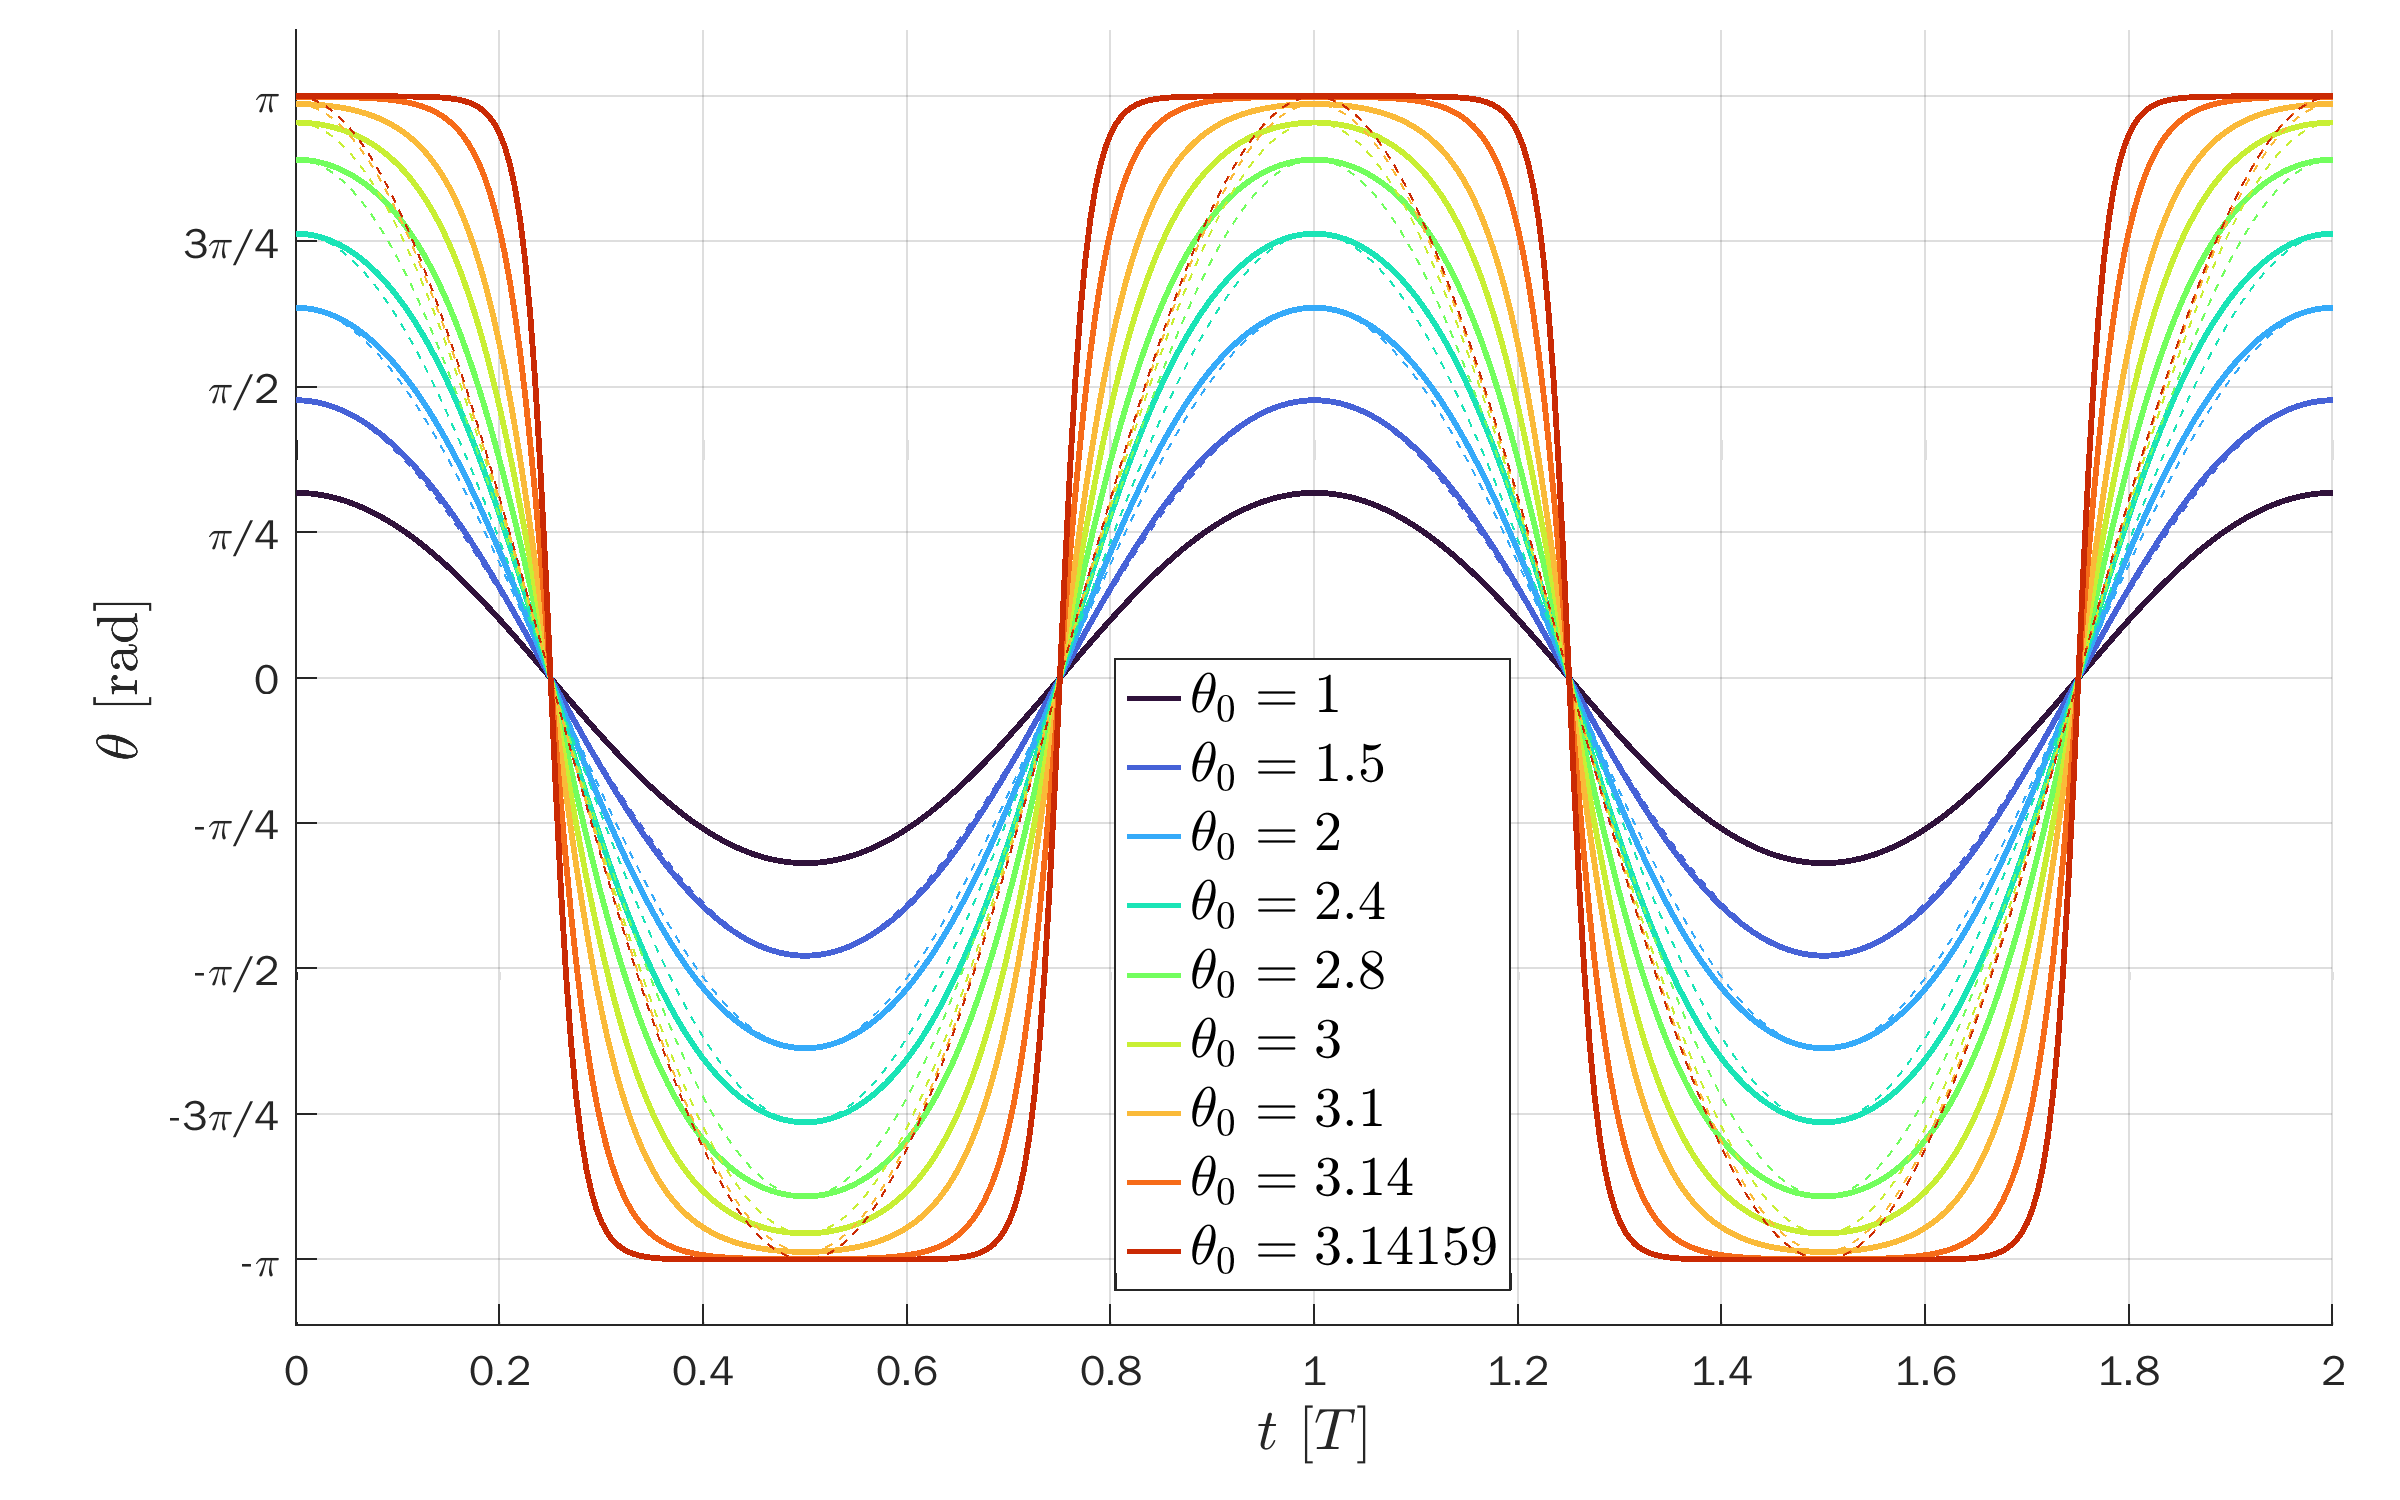 π
3π/4
π/2
π/4
0
-π/4
-π/2
-3π/4
-π
θ [rad]
θ₀ = 1
θ₀ = 1.5
θ₀ = 2
θ₀ = 2.4
θ₀ = 2.8
θ₀ = 3
θ₀ = 3.1
θ₀ = 3.14
θ₀ = 3.14159
0 0.2 0.4 0.6 0.8 1 1.2 1.4 1.6 1.8 2
t [T]